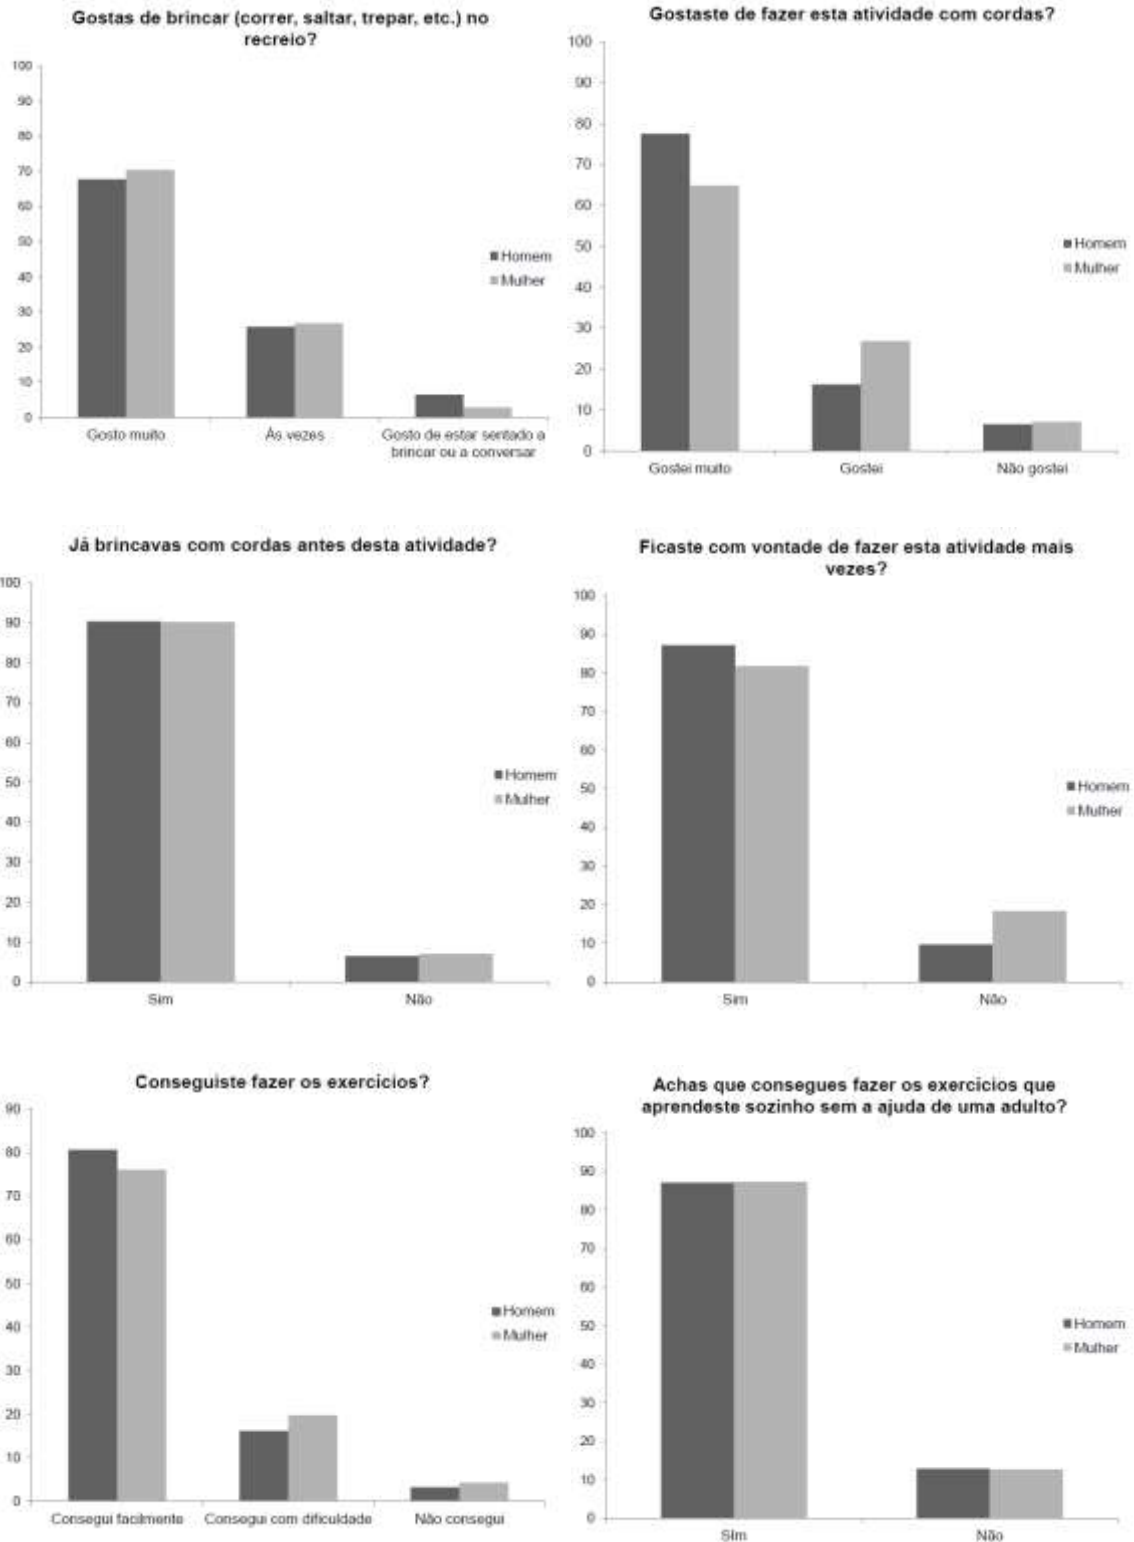 Gostas de brincar (correr, saltar, trepar, etc.) no
recreio?
100
90
80
70
60
50
40
30
20
10
0
Gosto muito
Às vezes
Gosto de estar sentado a
brincar ou a conversar
Homem
Mulher
Gostaste de fazer esta atividade com cordas?
100
90
80
70
60
50
40
30
20
10
0
Gostei muito
Gostei
Não gostei
Homem
Mulher
Já brincavas com cordas antes desta atividade?
100
90
80
70
60
50
40
30
20
10
0
Sim
Não
Homem
Mulher
Ficaste com vontade de fazer esta atividade mais
vezes?
100
90
80
70
60
50
40
30
20
10
0
Sim
Não
Homem
Mulher
Conseguiste fazer os exercícios?
90
80
70
60
50
40
30
20
10
0
Consegui facilmente
Consegui com dificuldade
Não consegui
Homem
Mulher
Achas que consegues fazer os exercícios que
aprendeste sozinho sem a ajuda de uma adulto?
100
90
80
70
60
50
40
30
20
10
0
Sim
Não
Homem
Mulher